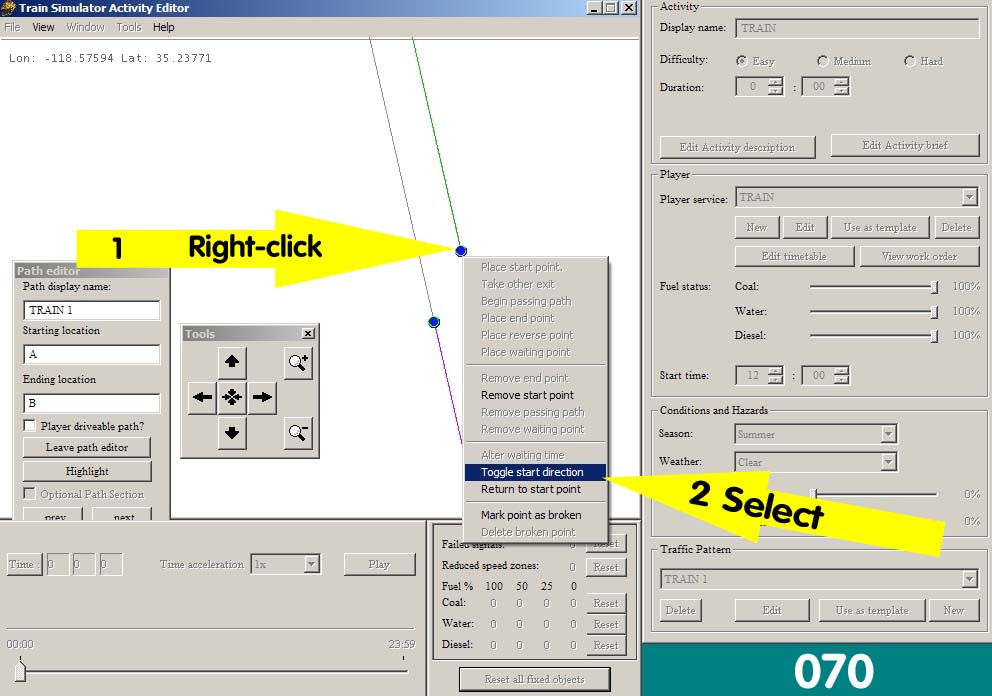 Train Simulator Activity Editor
File View Window Tools Help
Lon: -118.57594 Lat: 35.23771
1 Right-click
Path editor
Path display name:
TRAIN 1
Starting location
A
Ending location
B
Player driveable path?
Leave path editor
Highlight
Optional Path Section
prev next
Tools
Place start point.
Take other exit
Begin passing path
Place end point
Place reverse point
Place waiting point
Remove end point
Remove start point
Remove passing path
Remove waiting point
Alter waiting time
Toggle start direction
Return to start point
Mark point as broken
Delete broken point
2 Select
Time : 0 0 0 Time acceleration 1x Play
00:00 23:59
Failed signals: 0 Reset
Reduced speed zones: 0 Reset
Fuel % 100 50 25 0
Coal: 0 0 0 0 Reset
Water: 0 0 0 0 Reset
Diesel: 0 0 0 0 Reset
Reset all fixed objects
Activity
Display name: TRAIN
Difficulty: Easy Medium Hard
Duration: 0 : 00
Edit Activity description Edit Activity brief
Player
Player service: TRAIN
New Edit Use as template Delete
Edit timetable View work order
Fuel status: Coal: 100%
Water: 100%
Diesel: 100%
Start time: 12 : 00
Conditions and Hazards
Season: Summer
Weather: Clear
0%
0%
Traffic Pattern
TRAIN 1
Delete Edit Use as template New
070